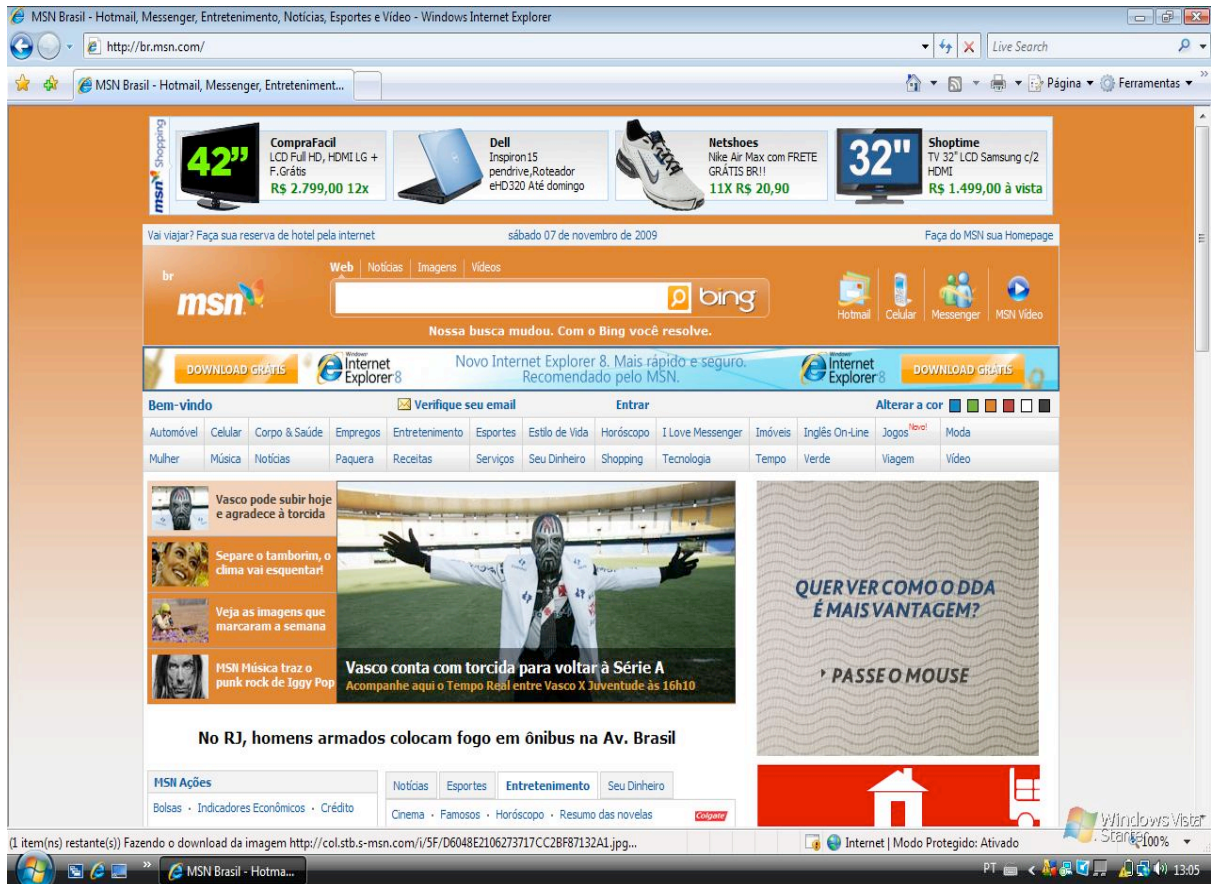 MSN Brasil - Hotmail, Messenger, Entretenimento, Notícias, Esportes e Vídeo - Windows Internet Explorer
http://br.msn.com/
Live Search
MSN Brasil - Hotmail, Messenger, Entreteniment...
Página
Ferramentas
msn Shopping
42”
CompraFacil
LCD Full HD, HDMI LG +
F.Grátis
R$ 2.799,00 12x
Dell
Inspiron15
pendrive,Roteador
eHD320 Até domingo
Netshoes
Nike Air Max com FRETE
GRÁTIS BR!!
11X R$ 20,90
32"
Shoptime
TV 32" LCD Samsung c/2
HDMI
R$ 1.499,00 à vista
Vai viajar? Faça sua reserva de hotel pela internet
sábado 07 de novembro de 2009
Faça do MSN sua Homepage
br
msn
Web Notícias Imagens Vídeos
bing
Nossa busca mudou. Com o Bing você resolve.
Hotmail Celular Messenger MSN Vídeo
DOWNLOAD GRÁTIS
Windows
Internet
Explorer 8
Novo Internet Explorer 8. Mais rápido e seguro.
Recomendado pelo MSN.
Windows
Internet
Explorer 8
DOWNLOAD GRÁTIS
Bem-vindo
Verifique seu email
Entrar
Alterar a cor
Automóvel Celular Corpo & Saúde Empregos Entretenimento Esportes Estilo de Vida Horóscopo I Love Messenger Imóveis Inglês On-Line Jogos Novo! Moda
Mulher Música Notícias Paquera Receitas Serviços Seu Dinheiro Shopping Tecnologia Tempo Verde Viagem Vídeo
Vasco pode subir hoje
e agradece à torcida
Separe o tamborim, o
clima vai esquentar!
Veja as imagens que
marcaram a semana
MSN Música traz o
punk rock de Iggy Pop
Vasco conta com torcida para voltar à Série A
Acompanhe aqui o Tempo Real entre Vasco X Juventude às 16h10
QUER VER COMO O DDA
É MAIS VANTAGEM?
PASSE O MOUSE
No RJ, homens armados colocam fogo em ônibus na Av. Brasil
MSN Ações
Bolsas · Indicadores Econômicos · Crédito
Notícias Esportes Entretenimento Seu Dinheiro
Cinema · Famosos · Horóscopo · Resumo das novelas
Colgate
Windows Vista™
Starter
(1 item(ns) restante(s)) Fazendo o download da imagem http://col.stb.s-msn.com/i/5F/D6048E2106273717CC2BF87132A1.jpg...
Internet | Modo Protegido: Ativado
100%
MSN Brasil - Hotma...
PT
13:05